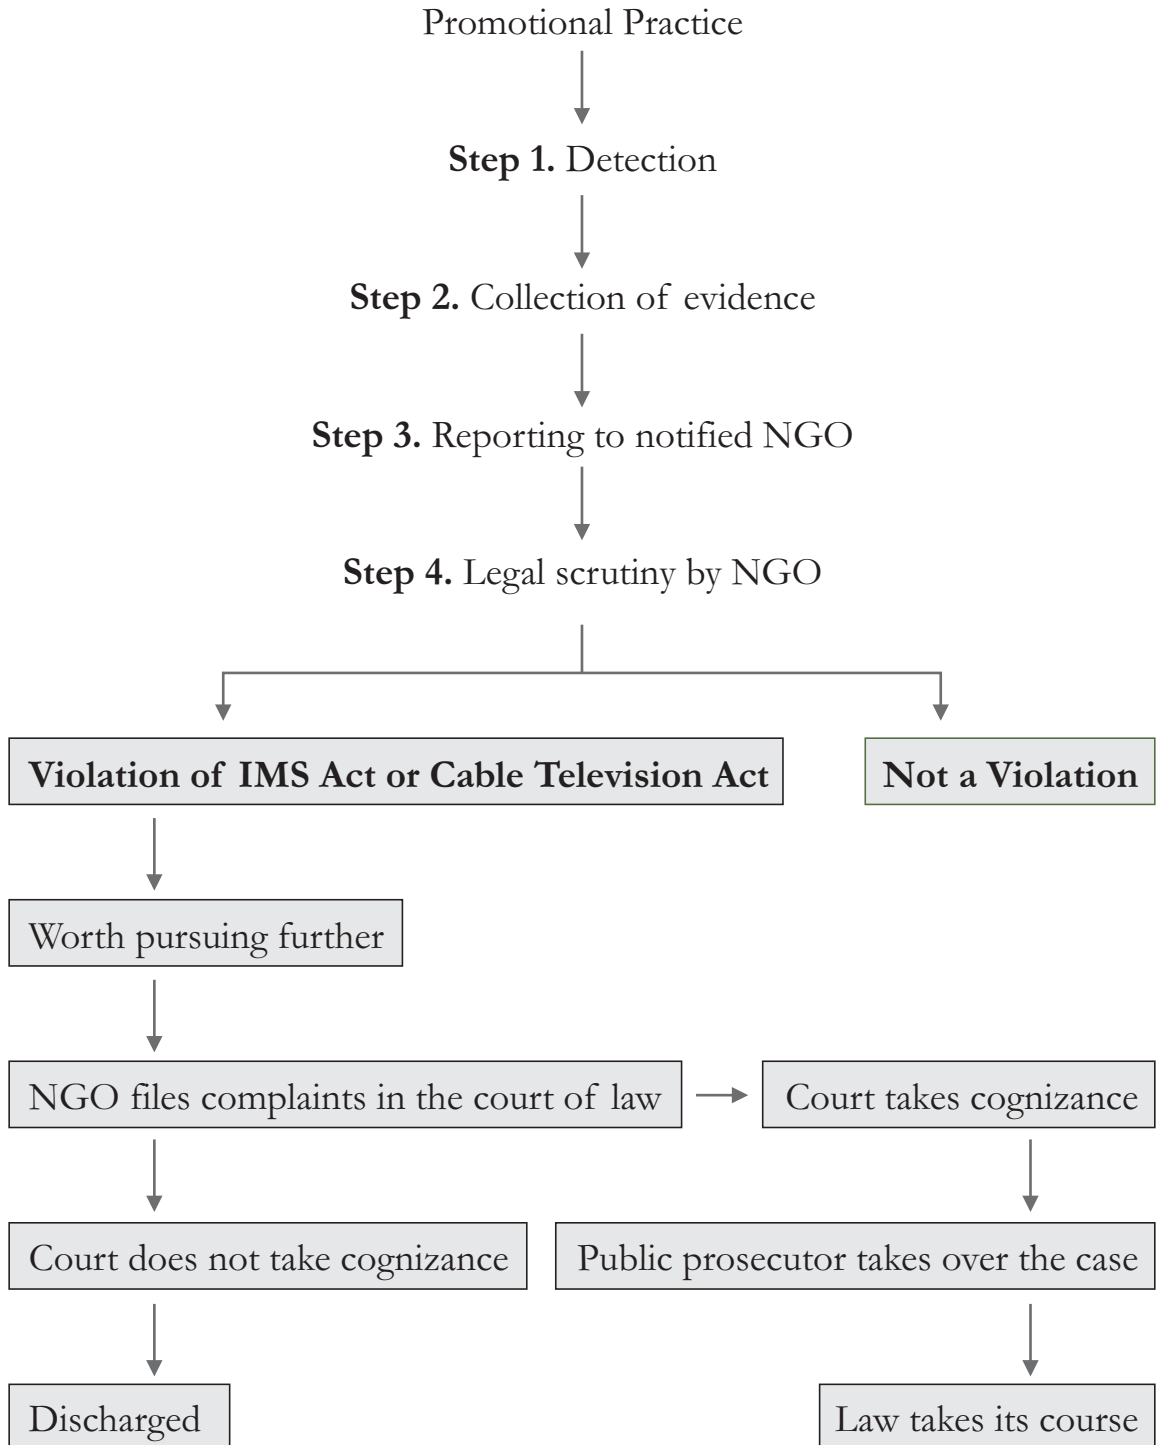 Promotional Practice
Step 1. Detection
Step 2. Collection of evidence
Step 3. Reporting to notified NGO
Step 4. Legal scrutiny by NGO
Violation of IMS Act or Cable Television Act
Not a Violation
Worth pursuing further
NGO files complaints in the court of law
Court takes cognizance
Court does not take cognizance
Public prosecutor takes over the case
Discharged
Law takes its course